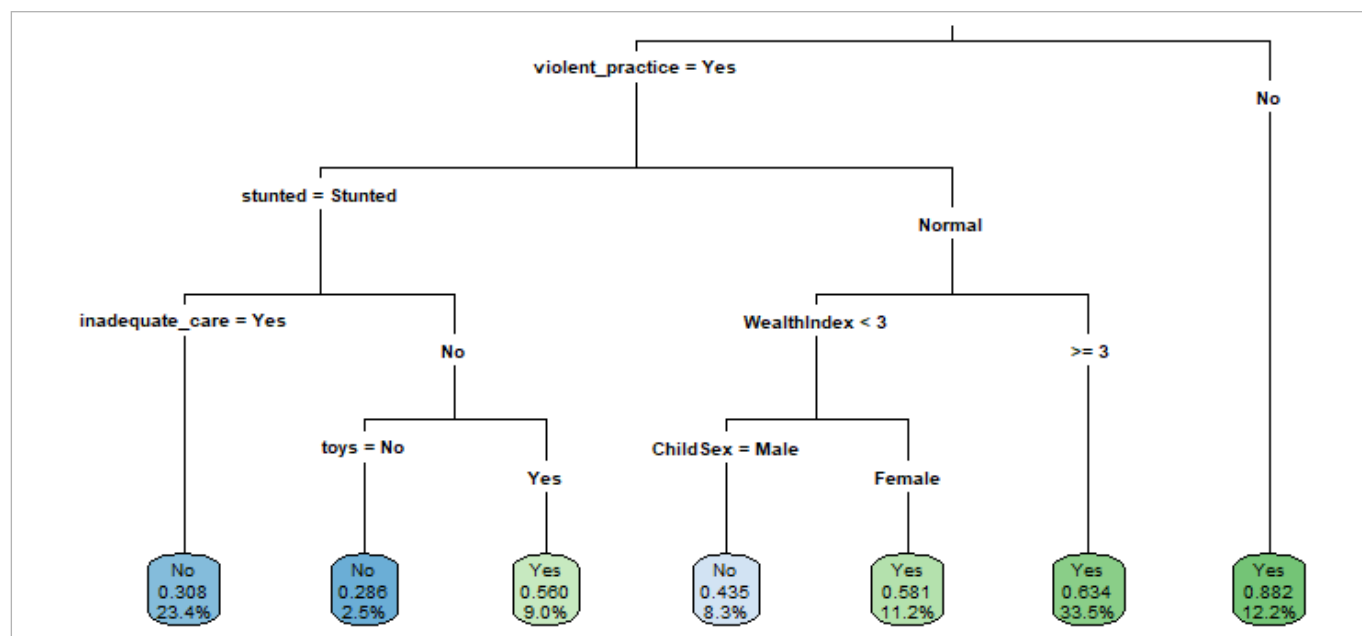 violent_practice = Yes
No
stunted = Stunted
Normal
inadequate_care = Yes
No
WealthIndex < 3
>= 3
toys = No
Yes
ChildSex = Male
Female
No
0.308
23.4%
No
0.286
2.5%
Yes
0.560
9.0%
No
0.435
8.3%
Yes
0.581
11.2%
Yes
0.634
33.5%
Yes
0.882
12.2%